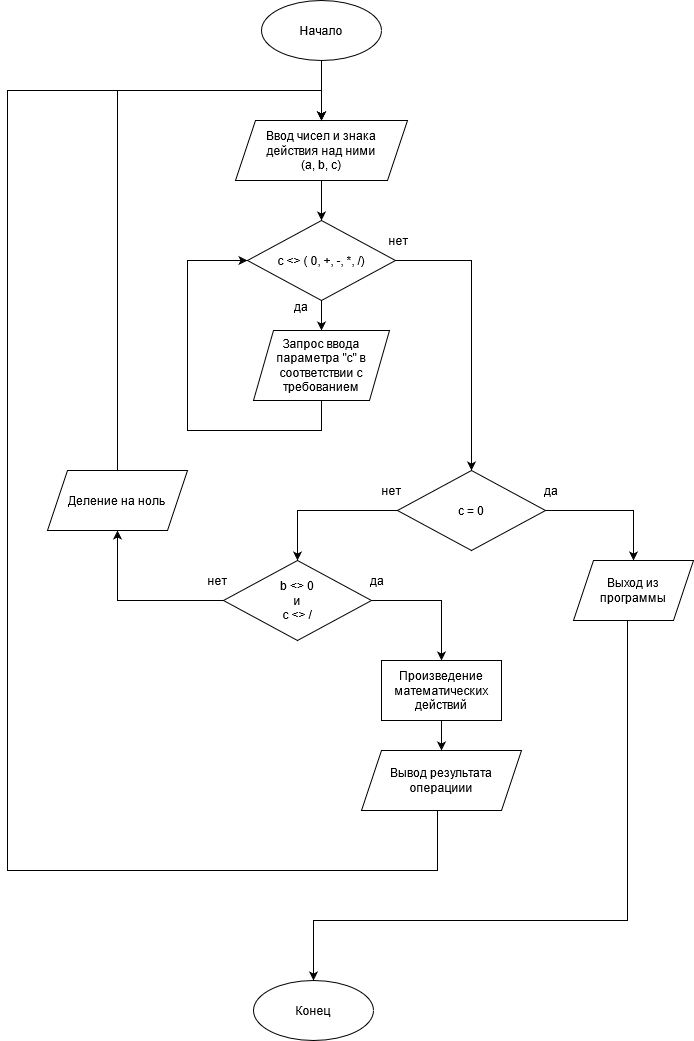 Начало
Ввод чисел и знака
действия над ними
(a, b, c)
c <> ( 0, +, -, *, /)
нет
да
Запрос ввода
параметра "c" в
соответствии с
требованием
Деление на ноль
нет
c = 0
да
нет
b <> 0
и
c <> /
да
Выход из
программы
Произведение
математических
действий
Вывод результата
операциии
Конец